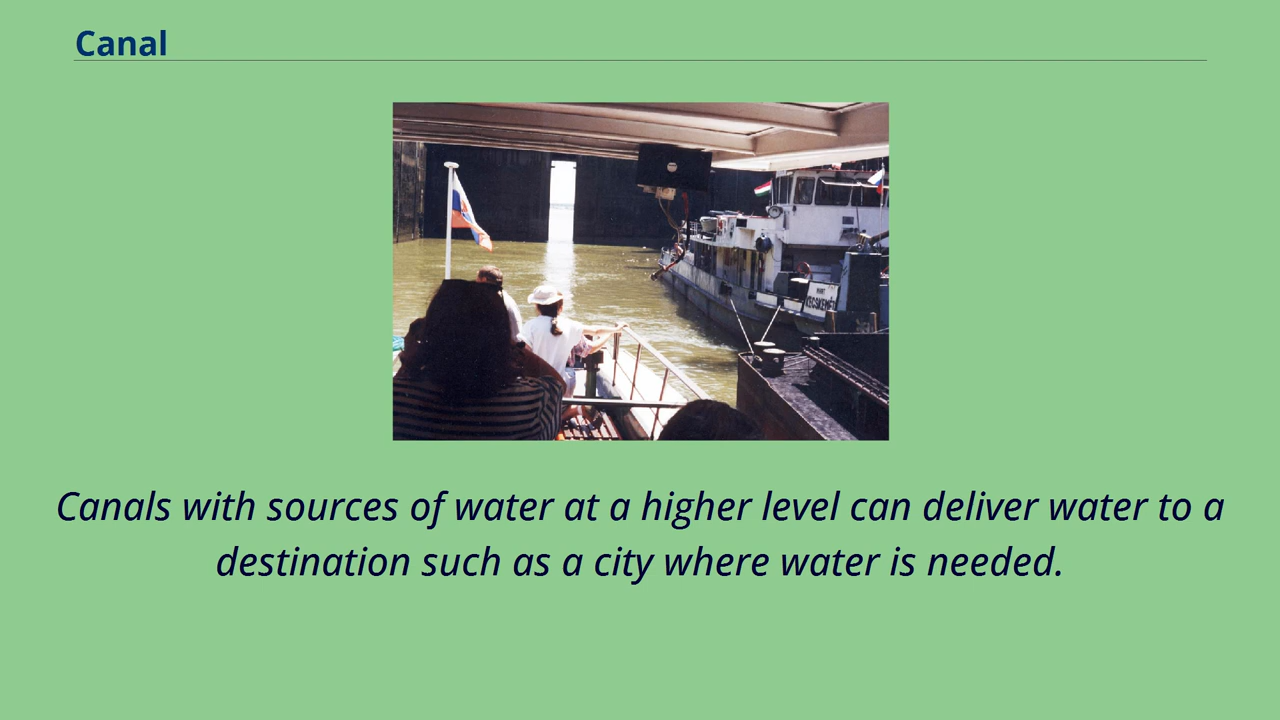 Canal
KECSKEMÉT
Canals with sources of water at a higher level can deliver water to a
destination such as a city where water is needed.